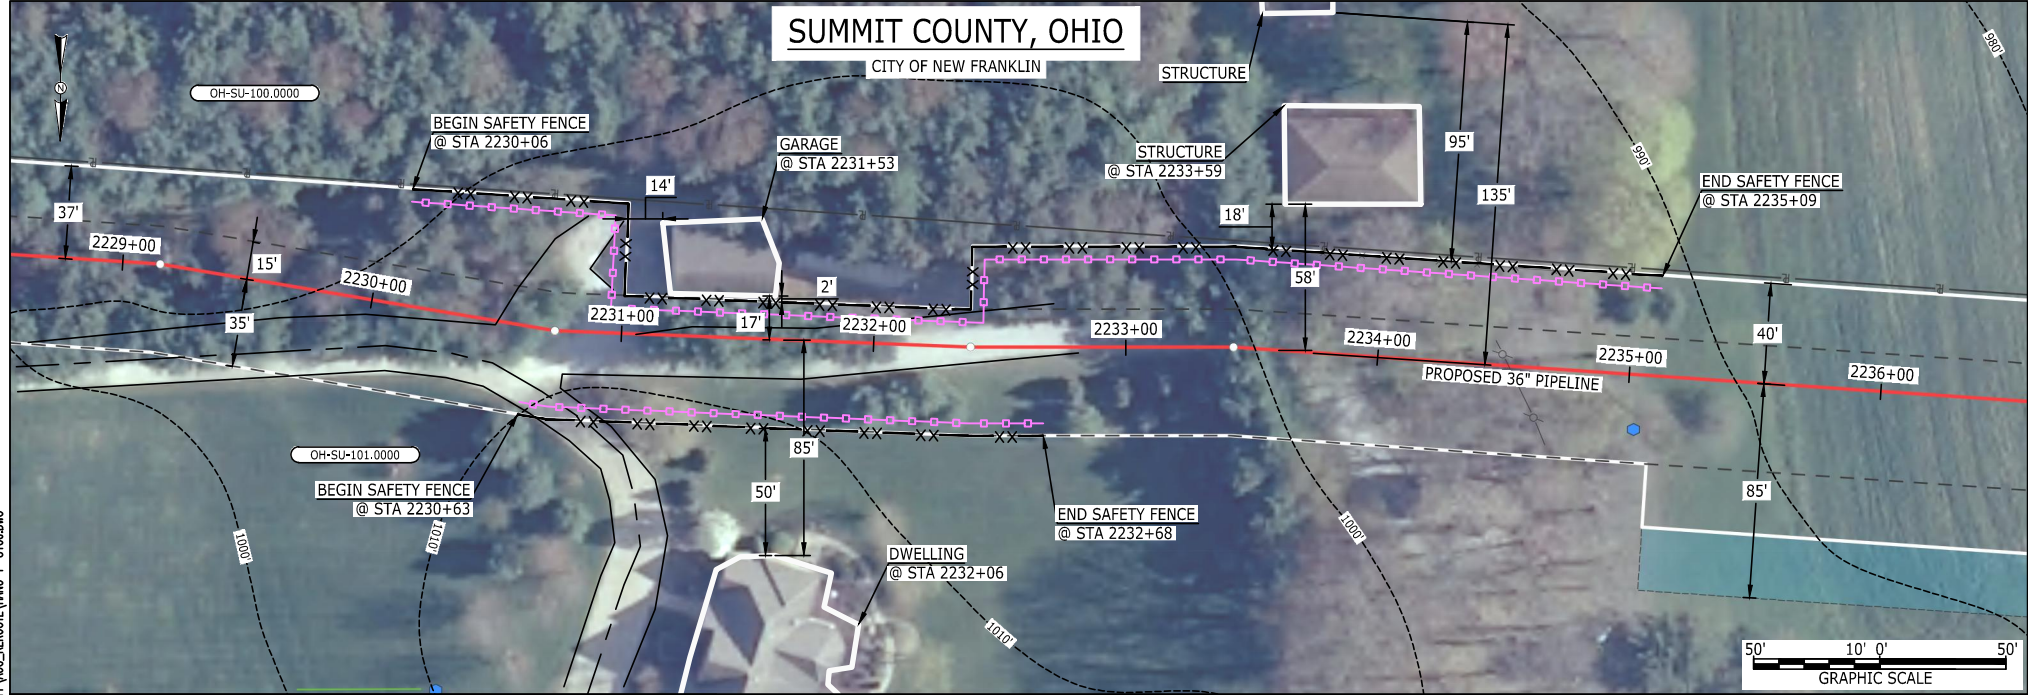 SUMMIT COUNTY, OHIO
CITY OF NEW FRANKLIN
980'
STRUCTURE
N
OH-SU-100.0000
BEGIN SAFETY FENCE
@ STA 2230+06
GARAGE
@ STA 2231+53
STRUCTURE
@ STA 2233+59
95'
990'
END SAFETY FENCE
@ STA 2235+09
14'
135'
37'
18'
2229+00
15'
2230+00
58'
2'
2231+00
17'
2232+00
2233+00
35'
2234+00
40'
2235+00
2236+00
PROPOSED 36" PIPELINE
OH-SU-101.0000
85'
BEGIN SAFETY FENCE
@ STA 2230+63
50'
85'
END SAFETY FENCE
@ STA 2232+68
1000'
1010'
1000'
DWELLING
@ STA 2232+06
1010'
50' 10' 0' 50'
GRAPHIC SCALE